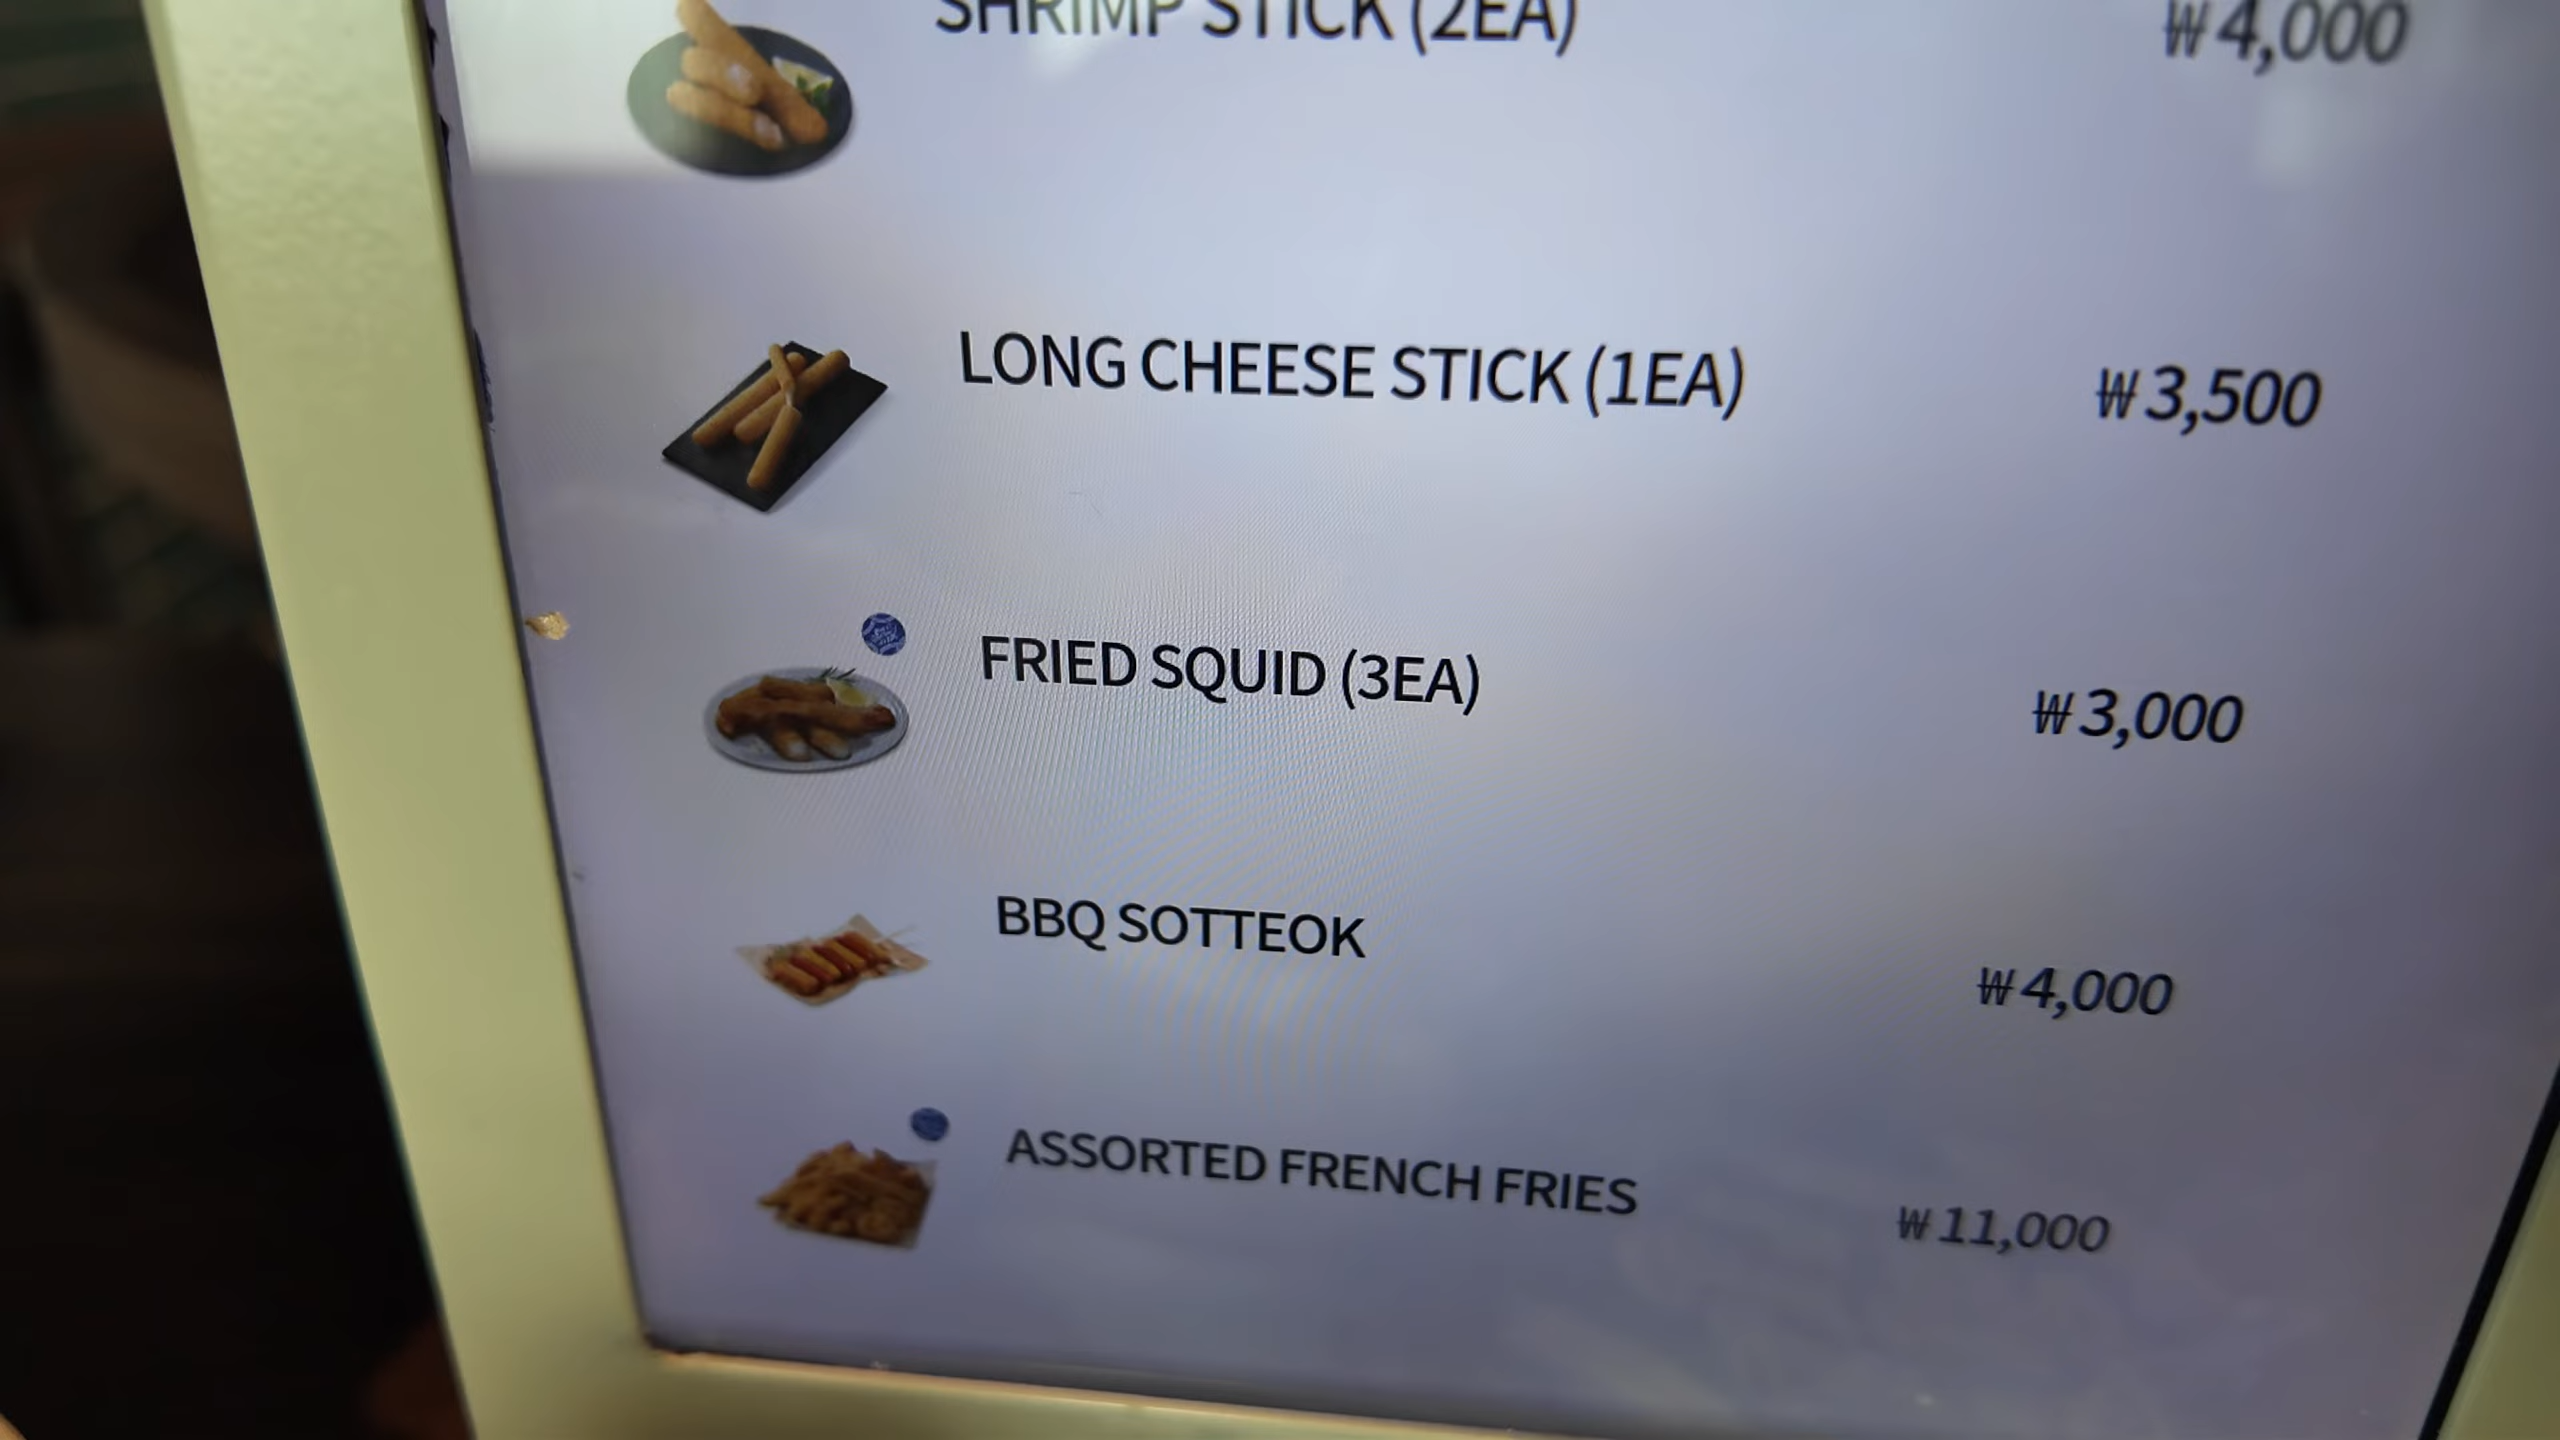 SHRIMP STICK (2EA)
₩4,000
LONG CHEESE STICK (1EA)
₩3,500
FRIED SQUID (3EA)
₩3,000
BBQ SOTTEOK
₩4,000
ASSORTED FRENCH FRIES
₩11,000